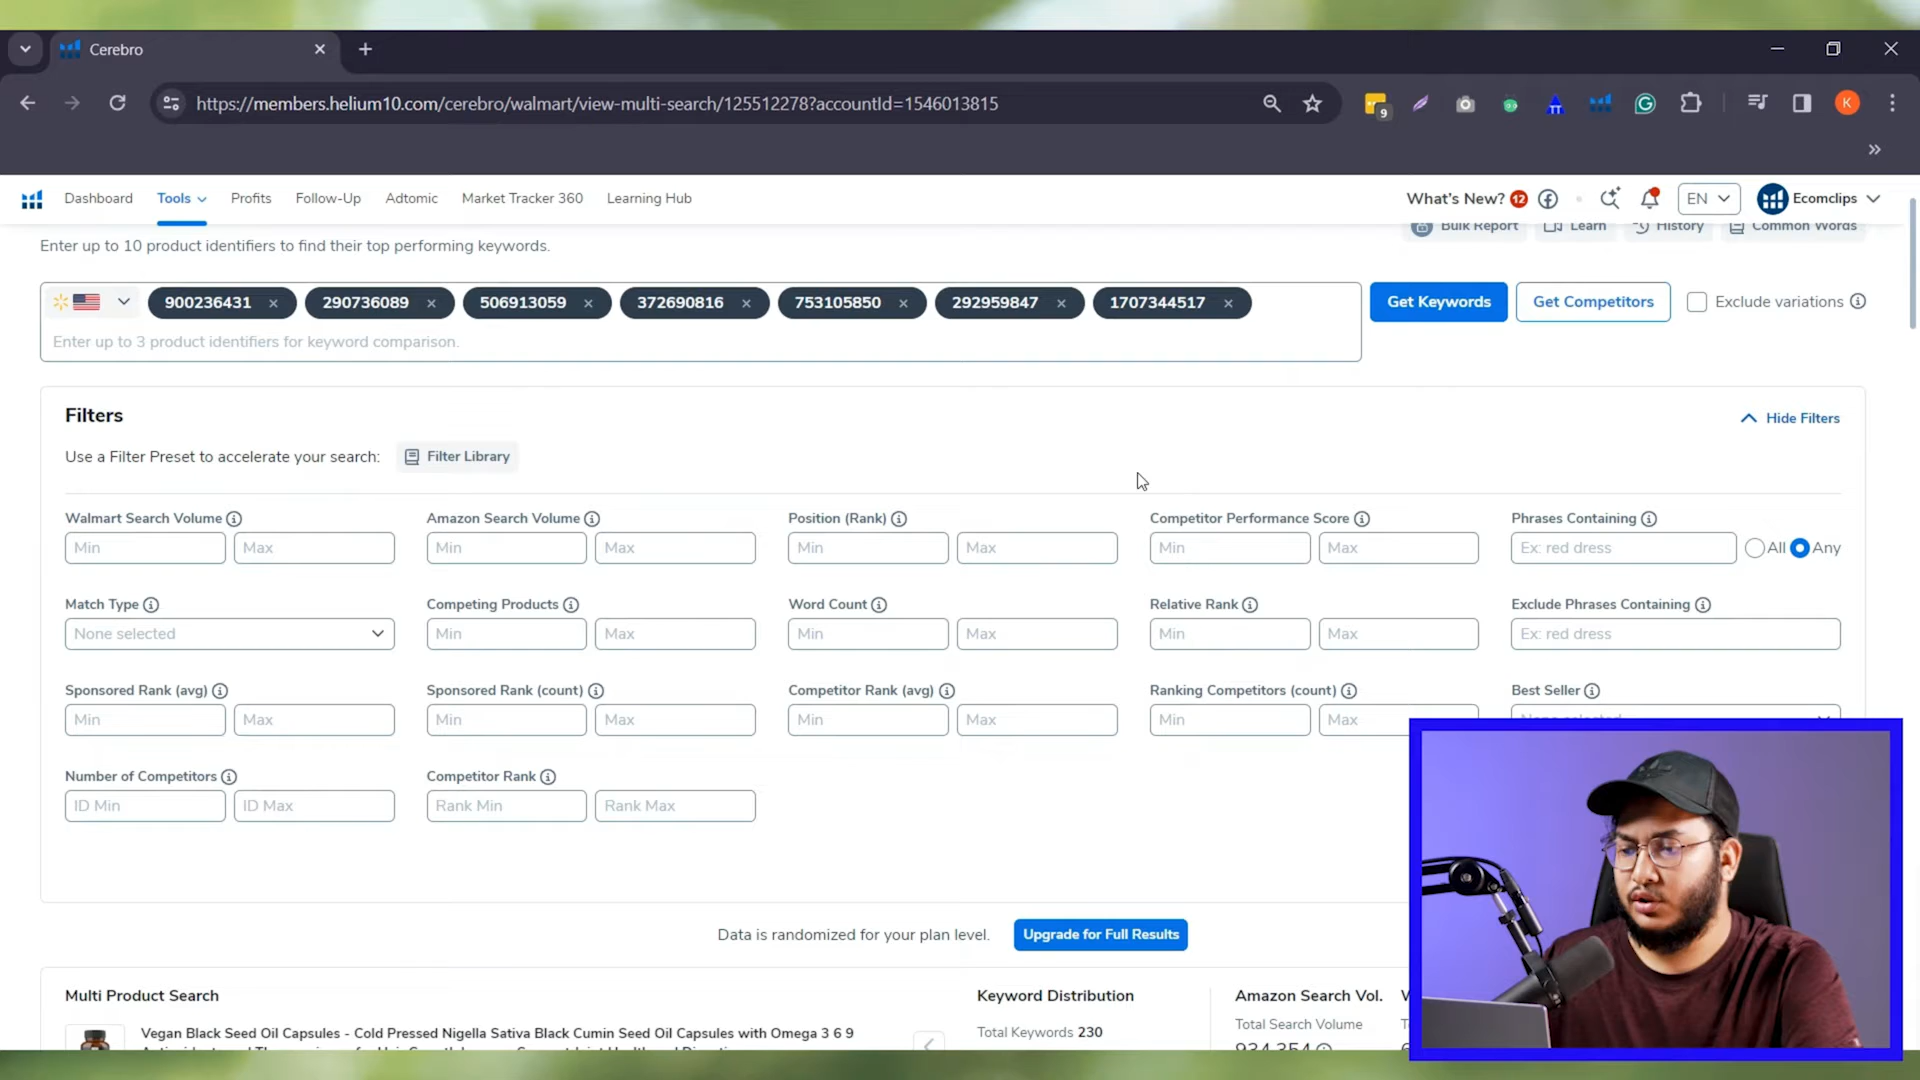 Cerebro
https://members.helium10.com/cerebro/walmart/view-multi-search/125512278?accountId=1546013815
9
K
Dashboard
Tools
Profits
Follow-Up
Adtomic
Market Tracker 360
Learning Hub
What's New?
12
EN
Ecomclips
Enter up to 10 product identifiers to find their top performing keywords.
Bulk Report
Learn
History
Common Words
900236431
290736089
506913059
372690816
753105850
292959847
1707344517
Get Keywords
Get Competitors
Exclude variations
Enter up to 3 product identifiers for keyword comparison.
Filters
Hide Filters
Use a Filter Preset to accelerate your search:
Filter Library
Walmart Search Volume
Amazon Search Volume
Position (Rank)
Competitor Performance Score
Phrases Containing
Min
Max
Min
Max
Min
Max
Min
Max
Ex: red dress
All
Any
Match Type
Competing Products
Word Count
Relative Rank
Exclude Phrases Containing
None selected
Min
Max
Min
Max
Min
Max
Ex: red dress
Sponsored Rank (avg)
Sponsored Rank (count)
Competitor Rank (avg)
Ranking Competitors (count)
Best Seller
Min
Max
Min
Max
Min
Max
Min
Max
Number of Competitors
Competitor Rank
ID Min
ID Max
Rank Min
Rank Max
Data is randomized for your plan level.
Upgrade for Full Results
Multi Product Search
Keyword Distribution
Amazon Search Vol.
Vegan Black Seed Oil Capsules - Cold Pressed Nigella Sativa Black Cumin Seed Oil Capsules with Omega 3 6 9
Total Keywords 230
Total Search Volume
934,354